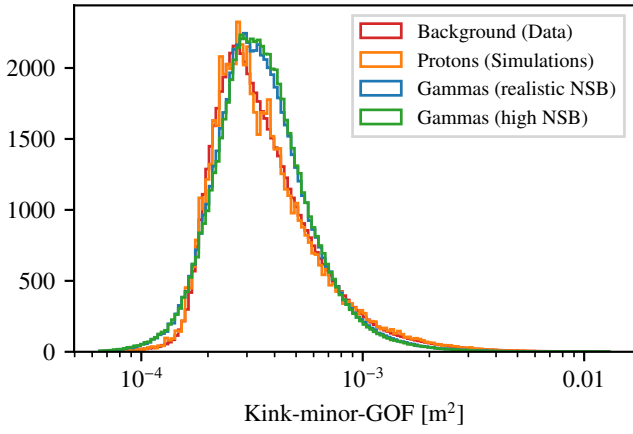 Background (Data)
Protons (Simulations)
Gammas (realistic NSB)
Gammas (high NSB)
2000
1500
1000
500
0
10⁻⁴
10⁻³
0.01
Kink-minor-GOF [m²]